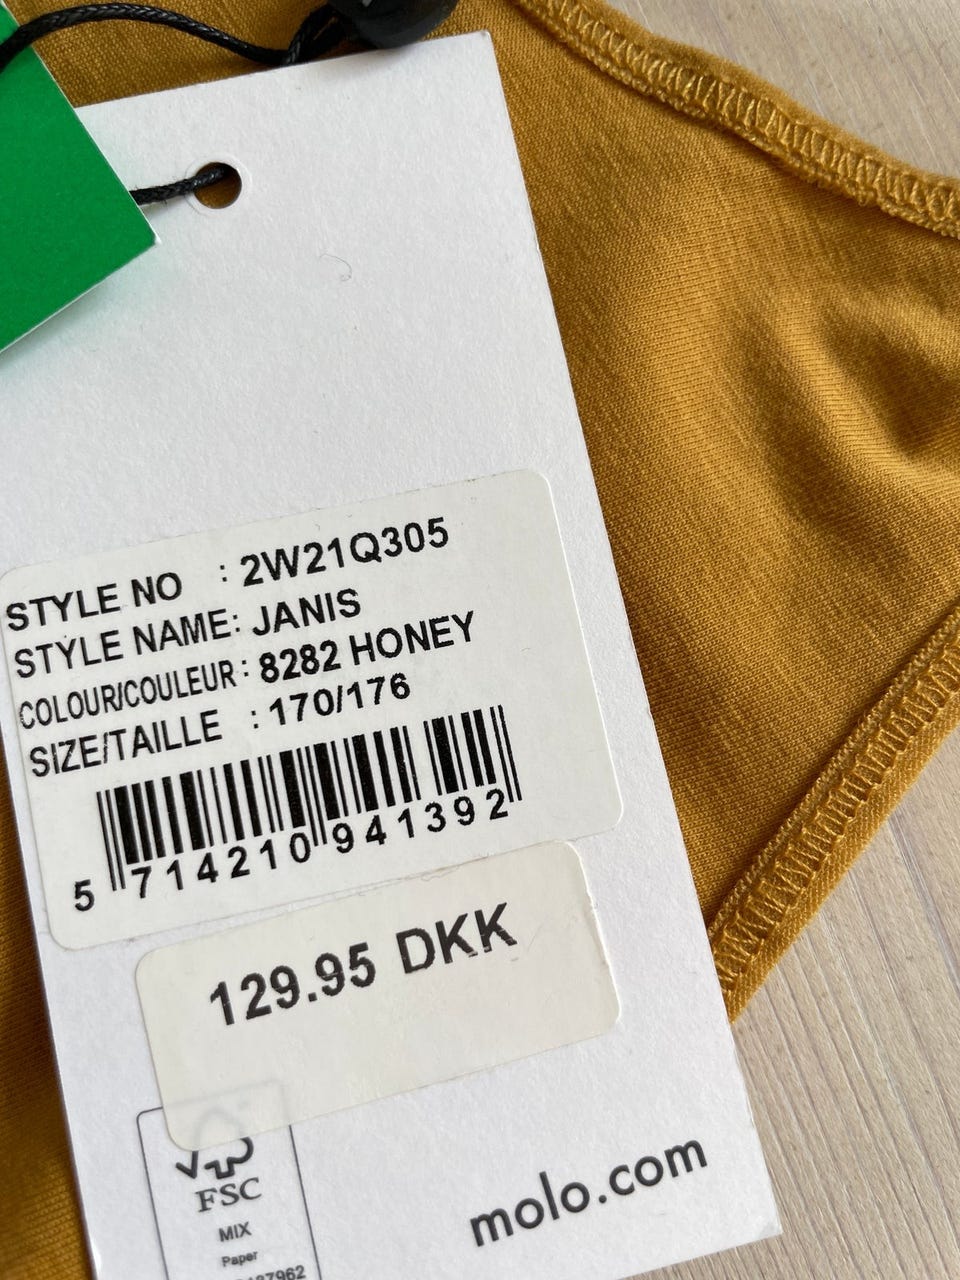 STYLE NO : 2W21Q305
STYLE NAME: JANIS
COLOUR/COULEUR : 8282 HONEY
SIZE/TAILLE : 170/176
5 714210 941392
129.95 DKK
FSC
MIX
Paper
molo.com